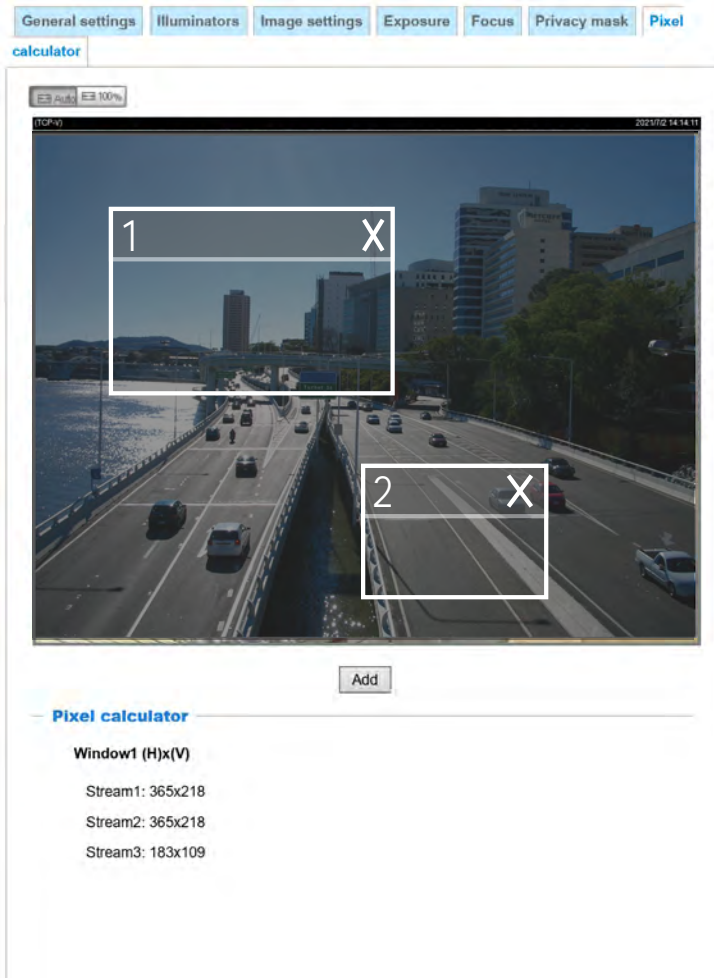 General settings Illuminators Image settings Exposure Focus Privacy mask Pixel
calculator
Auto 100%
(TCP-V) 2021/7/2 14:14:11
1 X
2 X
Add
Pixel calculator
Window1 (H)x(V)
Stream1: 365x218
Stream2: 365x218
Stream3: 183x109